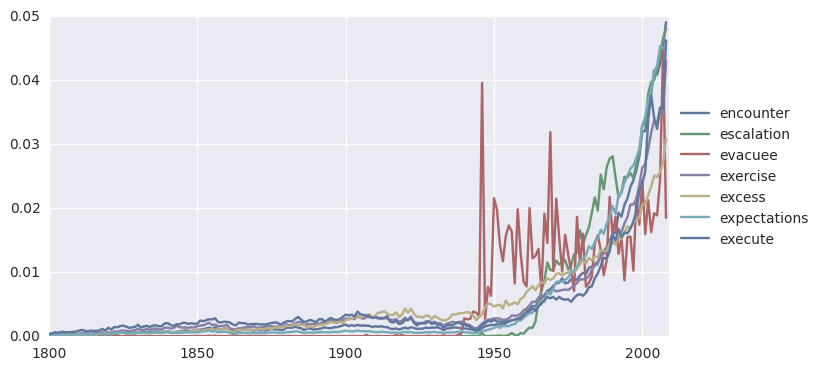 0.05
0.04
0.03
0.02
0.01
0.00
1800
1850
1900
1950
2000
encounter
escalation
evacuee
exercise
excess
expectations
execute